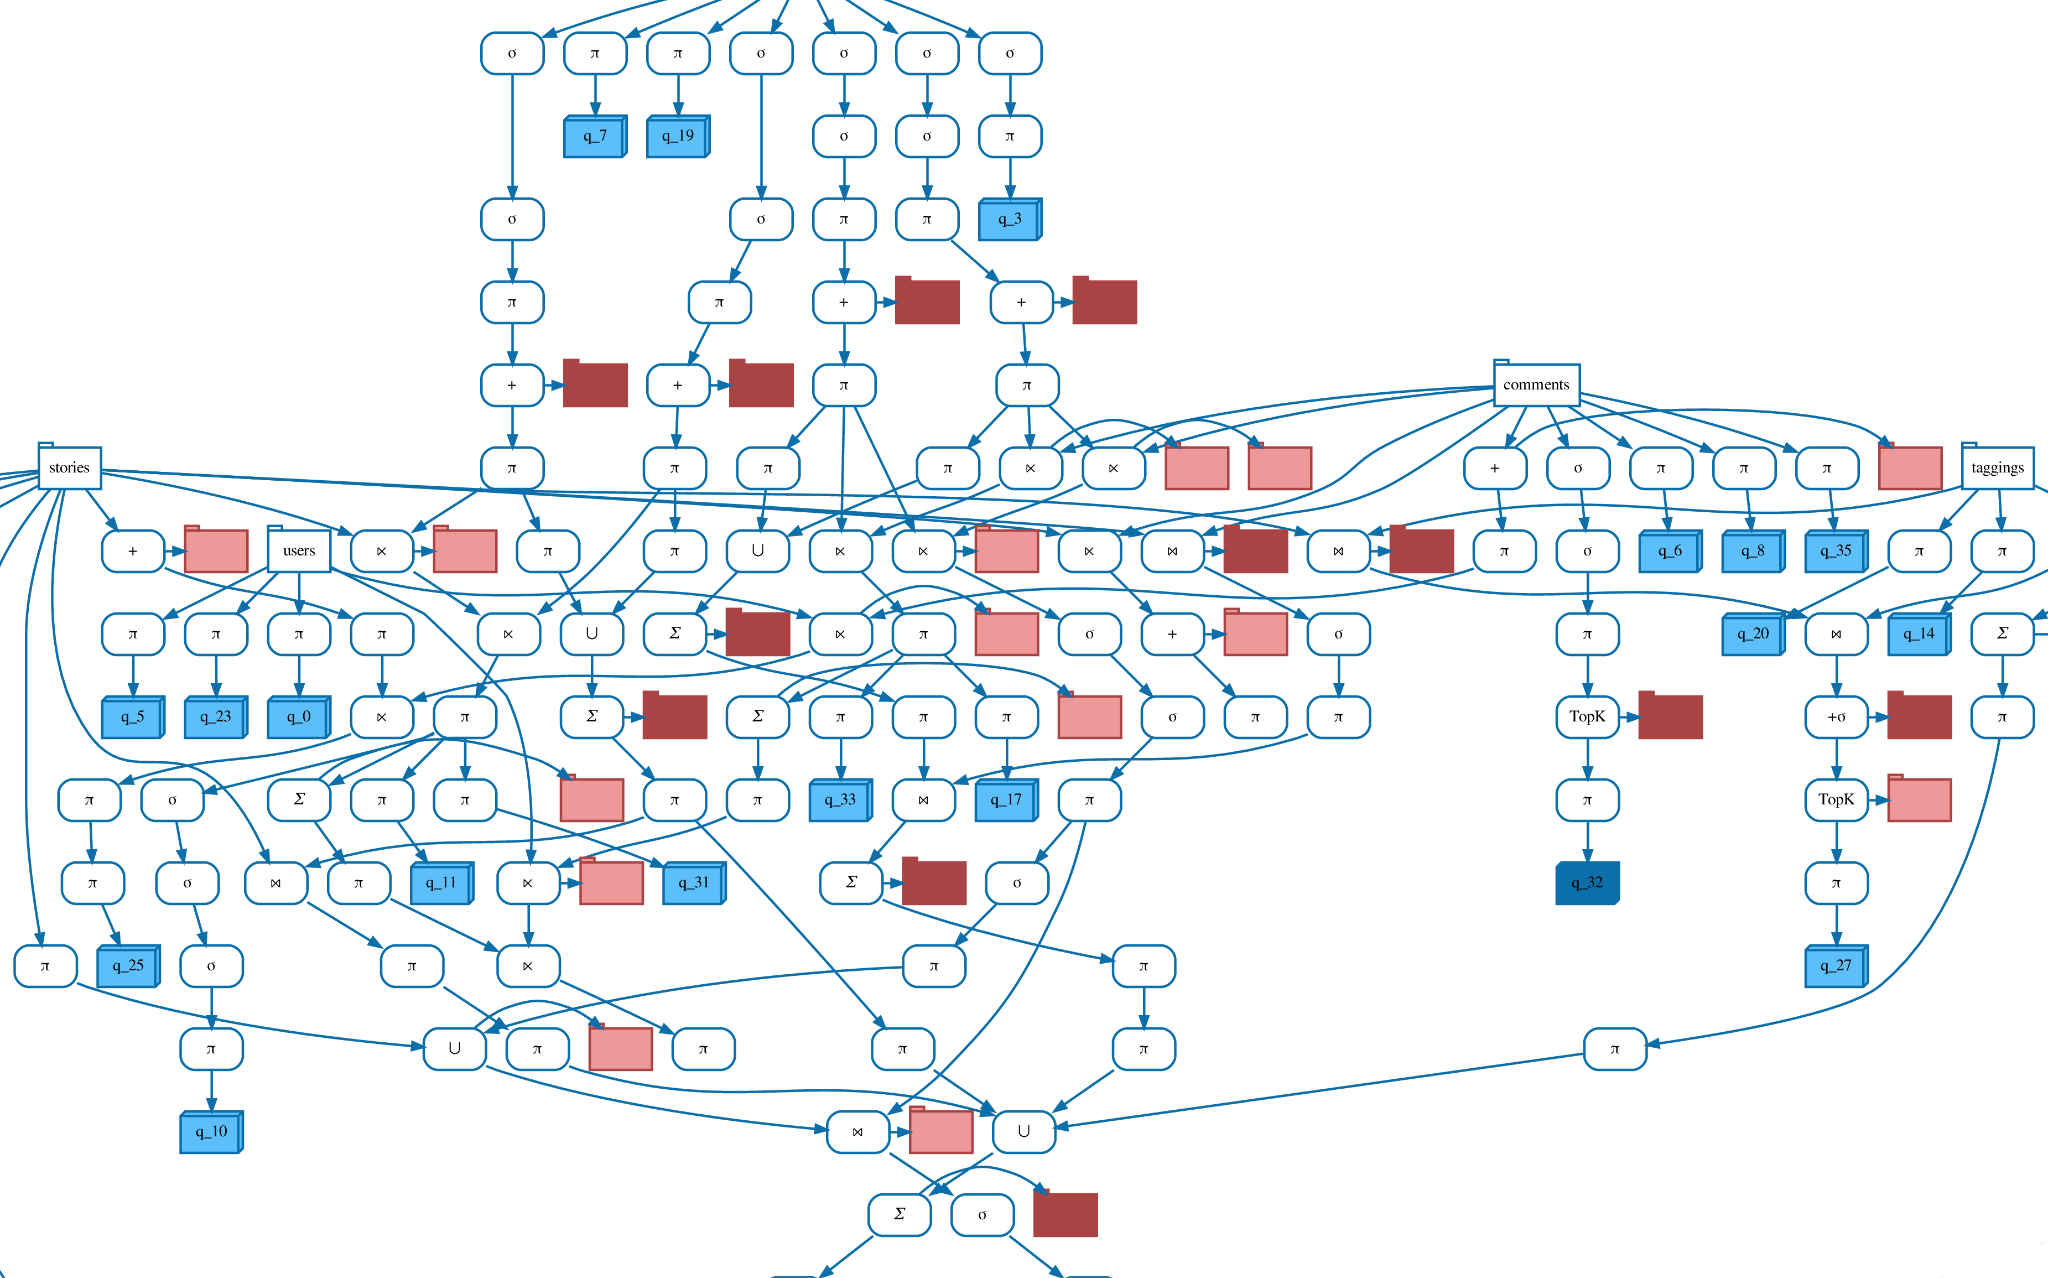 σ π π σ σ σ σ
q_7 q_19 σ σ π
σ σ π π q_3
π π + +
+ + π π comments
stories π π π π ⋉ ⋉ + σ π π π taggings
+ users ⋉ π π ∪ ⋉ ⋉ ⋉ ⋈ ⋈ π σ q_6 q_8 q_35 π π
π π π π ⋉ ∪ Σ ⋉ π σ + σ π q_20 ⋈ q_14 Σ
q_5 q_23 q_0 ⋉ π Σ Σ π π π σ π π TopK +σ π
π σ Σ π π π π q_33 ⋈ q_17 π π TopK
π σ ⋈ π q_11 ⋉ q_31 Σ σ q_32 π
π q_25 σ π ⋉ π π q_27
π ∪ π π π π π
q_10 ⋈ ∪
Σ σ